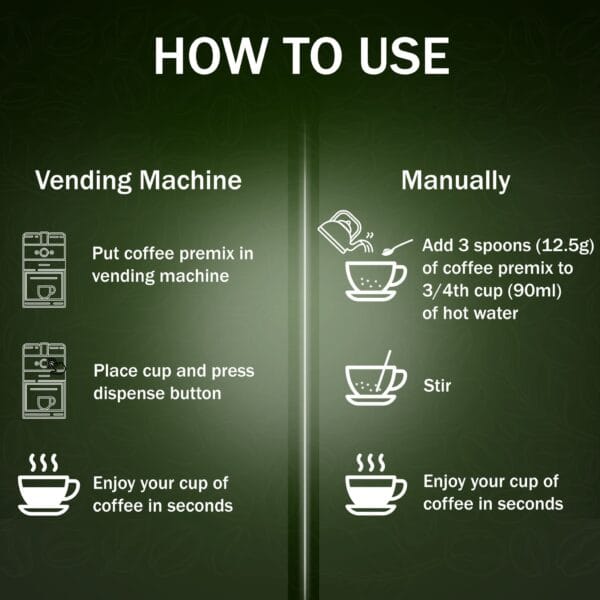 HOW TO USE
Vending Machine
Put coffee premix in
vending machine
Place cup and press
dispense button
Enjoy your cup of
coffee in seconds
Manually
Add 3 spoons (12.5g)
of coffee premix to
3/4th cup (90ml)
of hot water
Stir
Enjoy your cup of
coffee in seconds